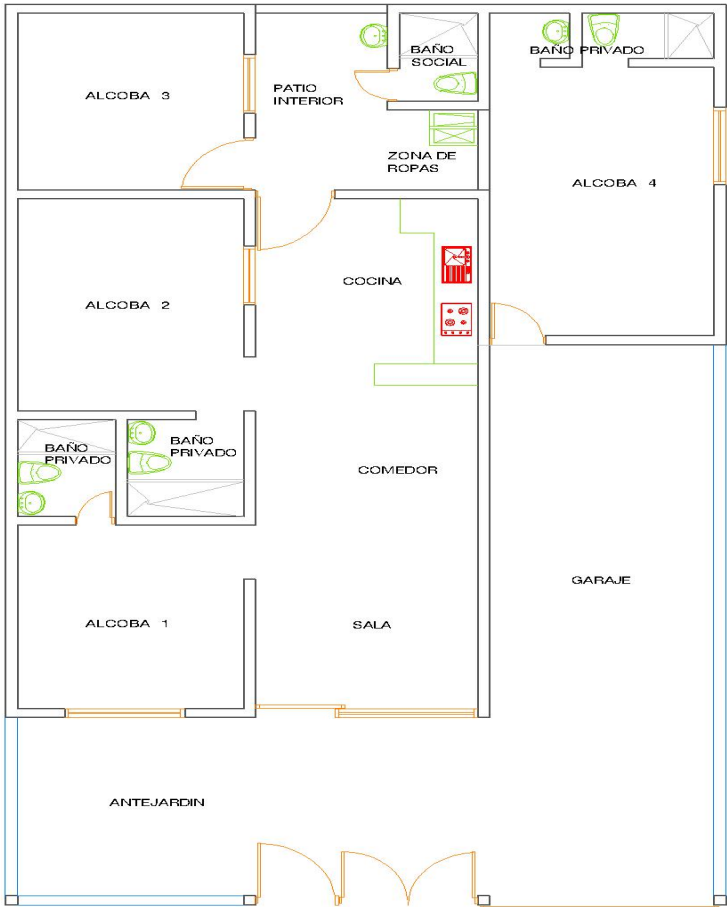 BAÑO
SOCIAL
BAÑO PRIVADO
ALCOBA 3
PATIO
INTERIOR
ZONA DE
ROPAS
ALCOBA 4
COCINA
ALCOBA 2
BAÑO
PRIVADO
BAÑO
PRIVADO
COMEDOR
GARAJE
ALCOBA 1
SALA
ANTEJARDIN